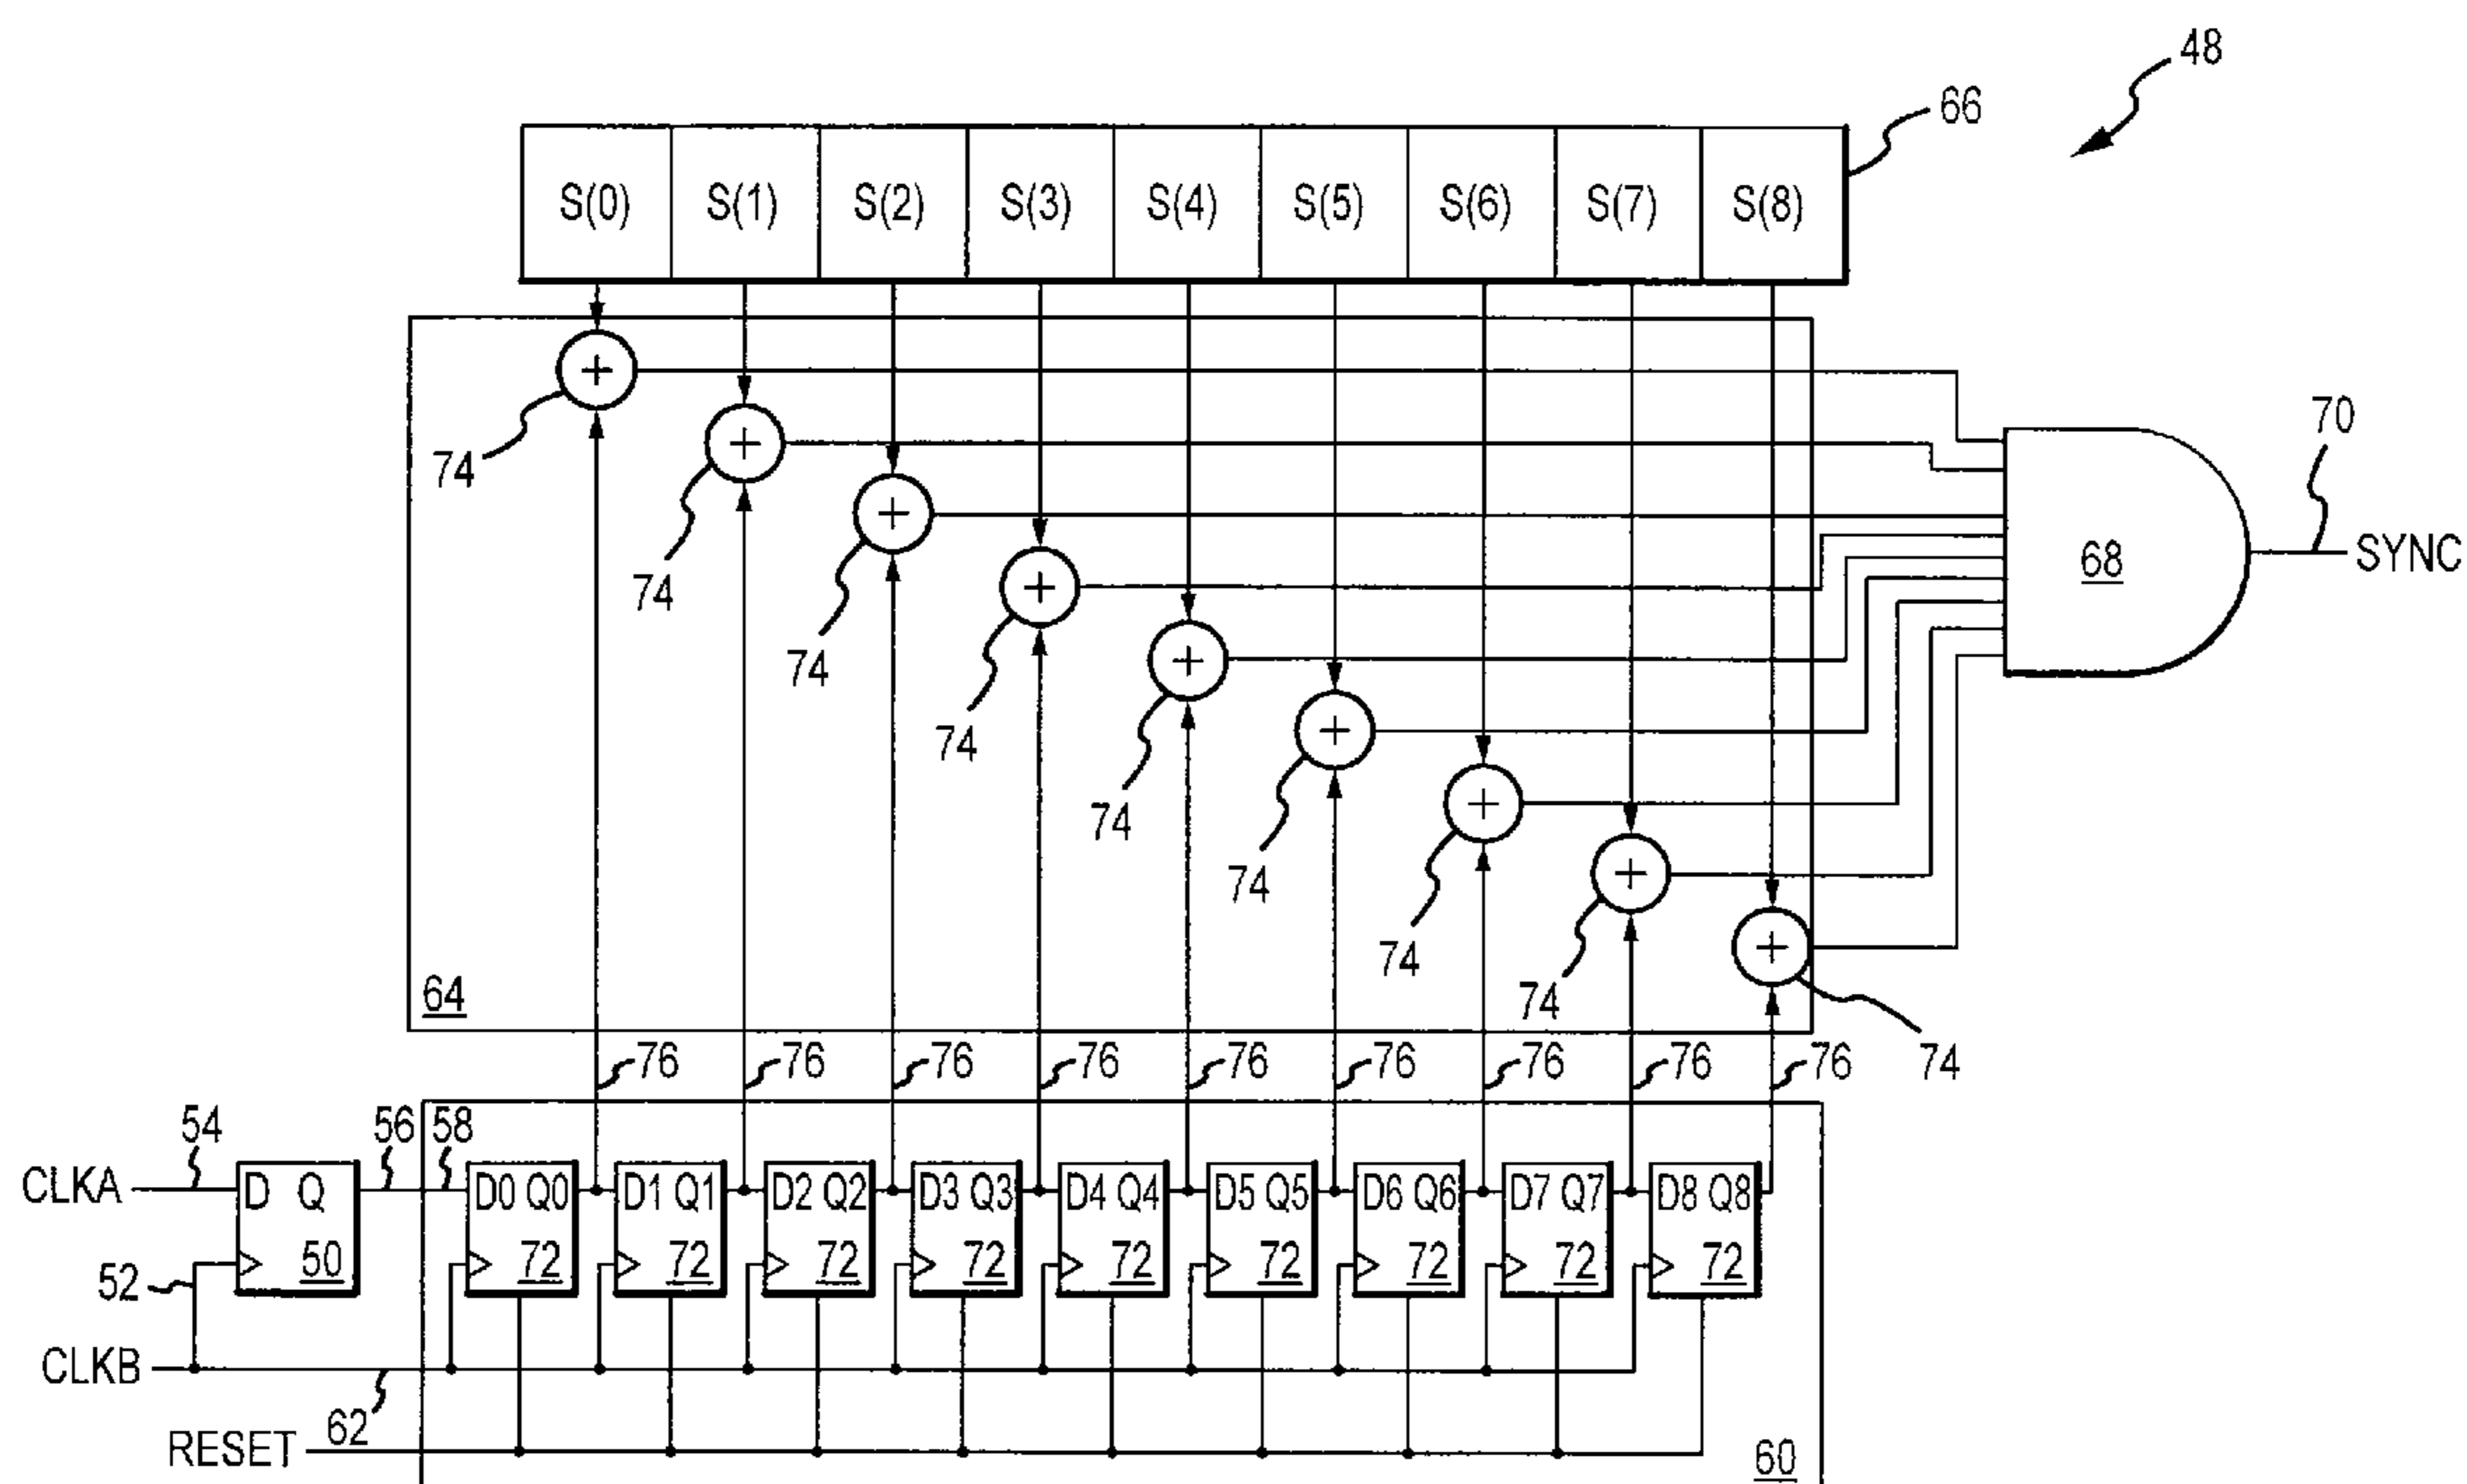 48
66
S(0) S(1) S(2) S(3) S(4) S(5) S(6) S(7) S(8)
70
74
SYNC
68
74
74
74
74
74
74
74
64
74
76 76 76 76 76 76 76 76 76
54 56 58
CLKA D Q D0 Q0 D1 Q1 D2 Q2 D3 Q3 D4 Q4 D5 Q5 D6 Q6 D7 Q7 D8 Q8
52 50 72 72 72 72 72 72 72 72 72
CLKB
62
RESET
60